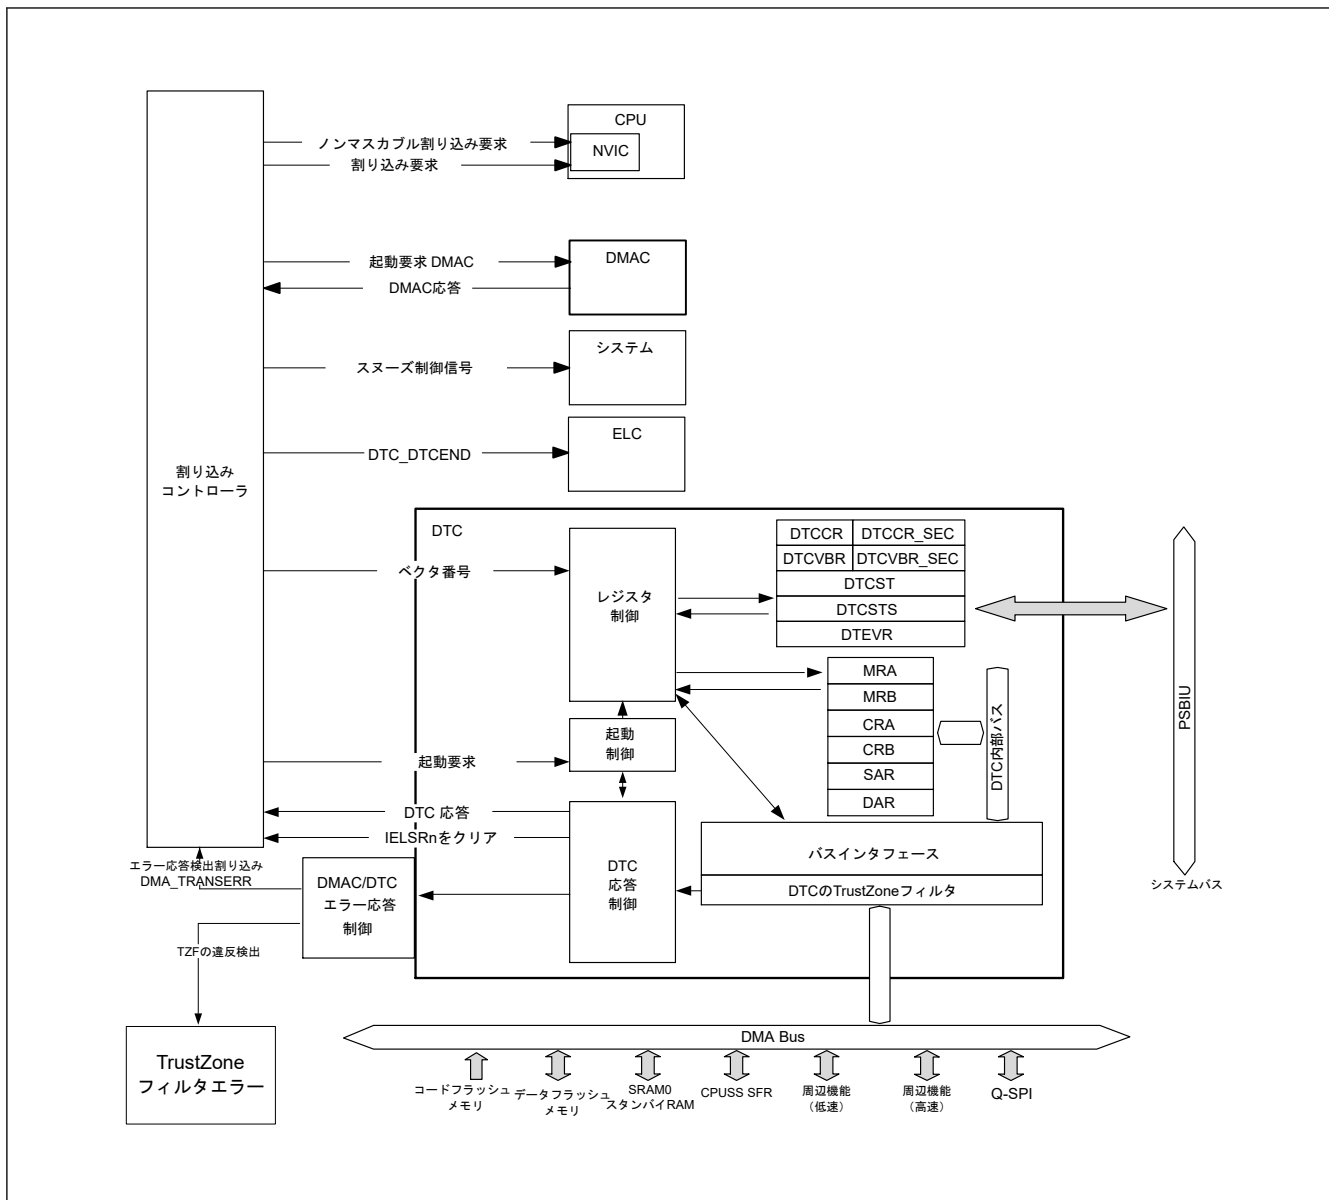 CPU
NVIC
ノンマスカブル割り込み要求
割り込み要求
DMAC
起動要求 DMAC
DMAC応答
システム
スヌーズ制御信号
ELC
DTC_DTCEND
割り込み
コントローラ
DTC
ベクタ番号
レジスタ
制御
DTCCR
DTCCR_SEC
DTCVBR
DTCVBR_SEC
DTCST
DTCSTS
DTEVR
MRA
MRB
CRA
CRB
SAR
DAR
DTC内部バス
PSBIU
システムバス
起動
制御
起動要求
DTC 応答
IELSRnをクリア
DTC
応答
制御
バスインタフェース
DTCのTrustZoneフィルタ
エラー応答検出割り込み
DMA_TRANSERR
DMAC/DTC
エラー応答
制御
TZFの違反検出
TrustZone
フィルタエラー
DMA Bus
コードフラッシュ
メモリ
データフラッシュ
メモリ
SRAM0
スタンバイRAM
CPUSS SFR
周辺機能
（低速）
周辺機能
（高速）
Q-SPI